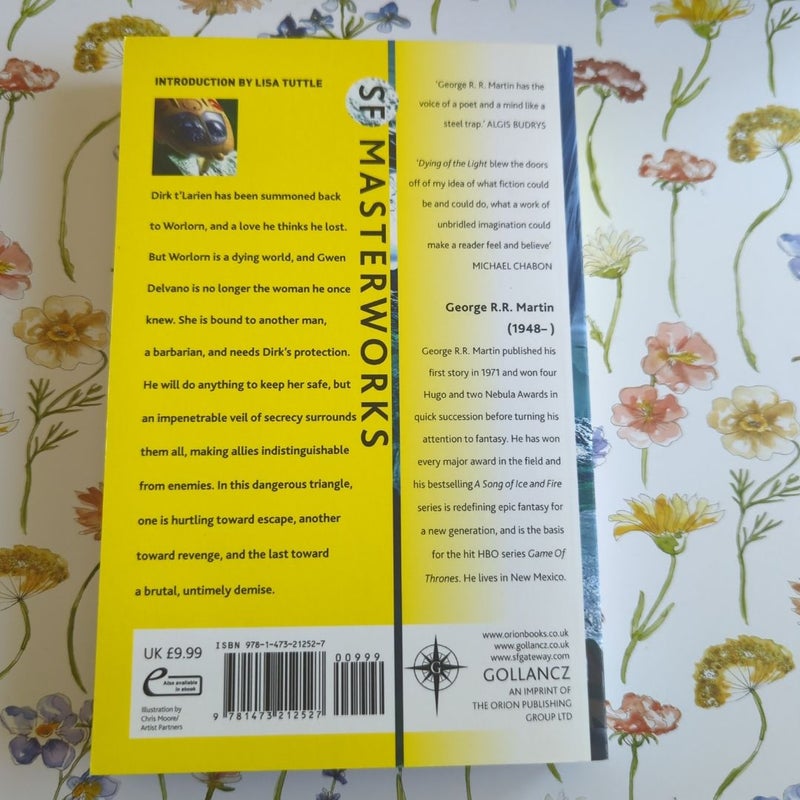 INTRODUCTION BY LISA TUTTLE
Dirk t'Larien has been summoned back
to Worlorn, and a love he thinks he lost.
But Worlorn is a dying world, and Gwen
Delvano is no longer the woman he once
knew. She is bound to another man,
a barbarian, and needs Dirk's protection.
He will do anything to keep her safe, but
an impenetrable veil of secrecy surrounds
them all, making allies indistinguishable
from enemies. In this dangerous triangle,
one is hurtling toward escape, another
toward revenge, and the last toward
a brutal, untimely demise.
UK £9.99
e
Also available
in ebook
Illustration by
Chris Moore/
Artist Partners
ISBN 978-1-473-21252-7
00999
9 781473 212527
SF MASTERWORKS
'George R. R. Martin has the
voice of a poet and a mind like a
steel trap.' ALGIS BUDRYS
'Dying of the Light blew the doors
off of my idea of what fiction could
be and could do, what a work of
unbridled imagination could
make a reader feel and believe'
MICHAEL CHABON
George R.R. Martin
(1948– )
George R.R. Martin published his
first story in 1971 and won four
Hugo and two Nebula Awards in
quick succession before turning his
attention to fantasy. He has won
every major award in the field and
his bestselling A Song of Ice and Fire
series is redefining epic fantasy for
a new generation, and is the basis
for the hit HBO series Game Of
Thrones. He lives in New Mexico.
www.orionbooks.co.uk
www.gollancz.co.uk
www.sfgateway.com
G
GOLLANCZ
AN IMPRINT OF
THE ORION PUBLISHING
GROUP LTD